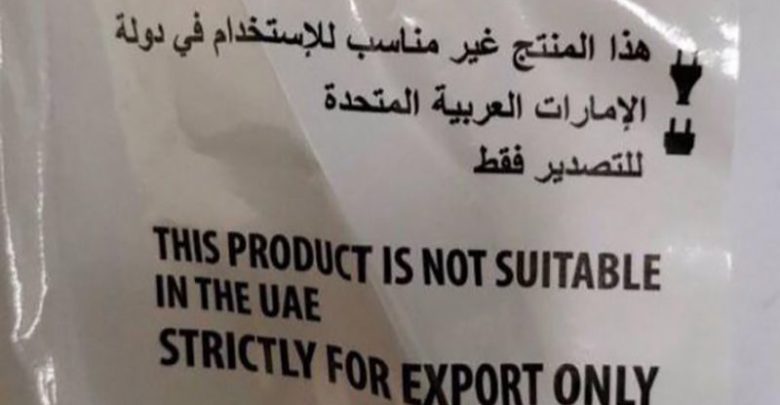 هذا المنتج غير مناسب للإستخدام في دولة
الإمارات العربية المتحدة
للتصدير فقط
THIS PRODUCT IS NOT SUITABLE
IN THE UAE
STRICTLY FOR EXPORT ONLY